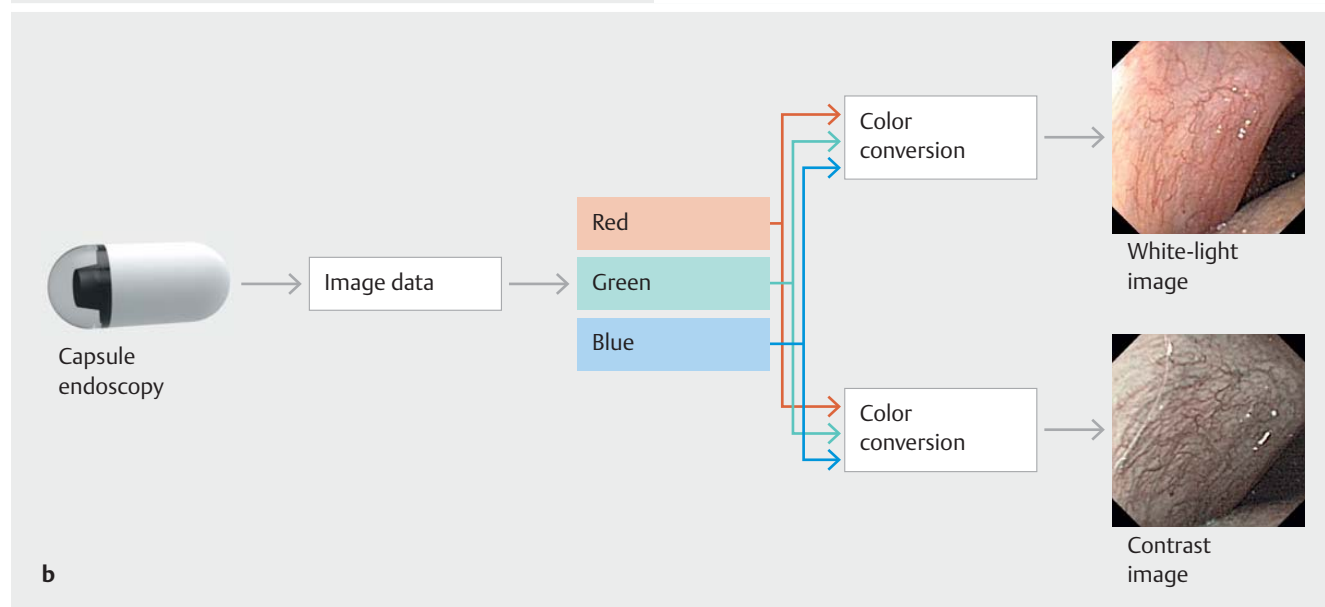 Capsule
endoscopy
Image data
Red
Green
Blue
Color
conversion
White-light
image
Color
conversion
Contrast
image
b